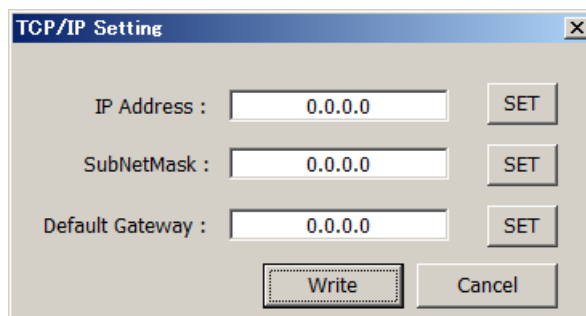 TCP/IP Setting
IP Address : 0.0.0.0 SET
SubNetMask : 0.0.0.0 SET
Default Gateway : 0.0.0.0 SET
Write Cancel